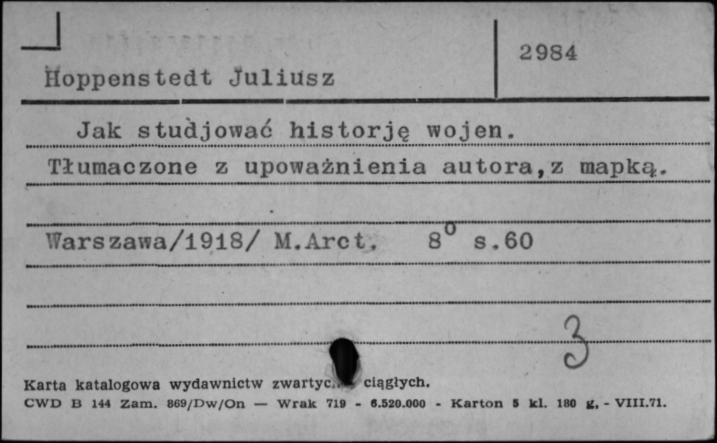 2984
Hoppenstedt Juliusz
Jak studjować historję wojen.
Tłumaczone z upoważnienia autora,z mapką.
Warszawa/1918/ M.Arct. 8° s.60
3
Karta katalogowa wydawnictw ciągłych.
CWD B 144 Zam. 869/Dw/On — Wrak 719 - 6.520.000 - Karton 5 kl. 180 g. - VIII.71.